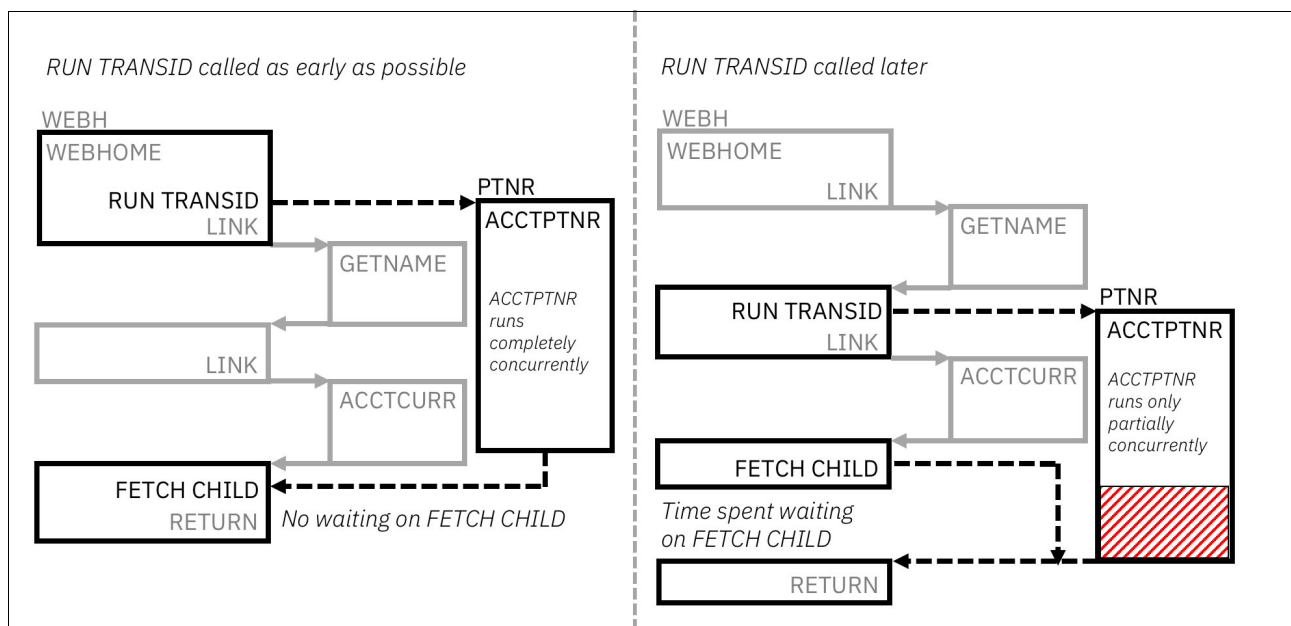 RUN TRANSID called as early as possible
WEBH
WEBHOME
RUN TRANSID
LINK
PTNR
ACCTPTNR
GETNAME
ACCTPTNR
runs
completely
concurrently
LINK
ACCTCURR
FETCH CHILD
RETURN
No waiting on FETCH CHILD
RUN TRANSID called later
WEBH
WEBHOME
LINK
GETNAME
RUN TRANSID
LINK
PTNR
ACCTPTNR
ACCTPTNR
runs only
partially
concurrently
ACCTCURR
FETCH CHILD
Time spent waiting
on FETCH CHILD
RETURN